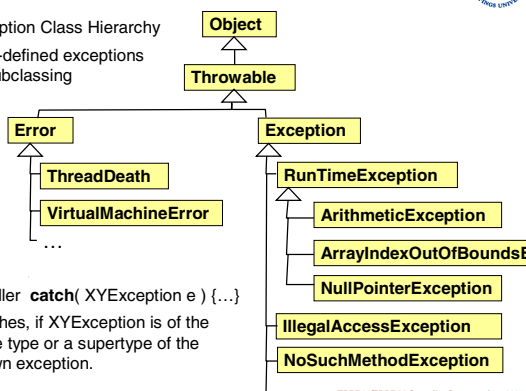 ption Class Hierarchy
-defined exceptions
ubclassing
Object
Throwable
Error
Exception
ThreadDeath
VirtualMachineError
...
RunTimeException
ArithmeticException
ArrayIndexOutOfBoundsE
NullPointerException
IllegalAccessException
NoSuchMethodException
ller catch( XYException e ) {...}
hes, if XYException is of the
e type or a supertype of the
wn exception.